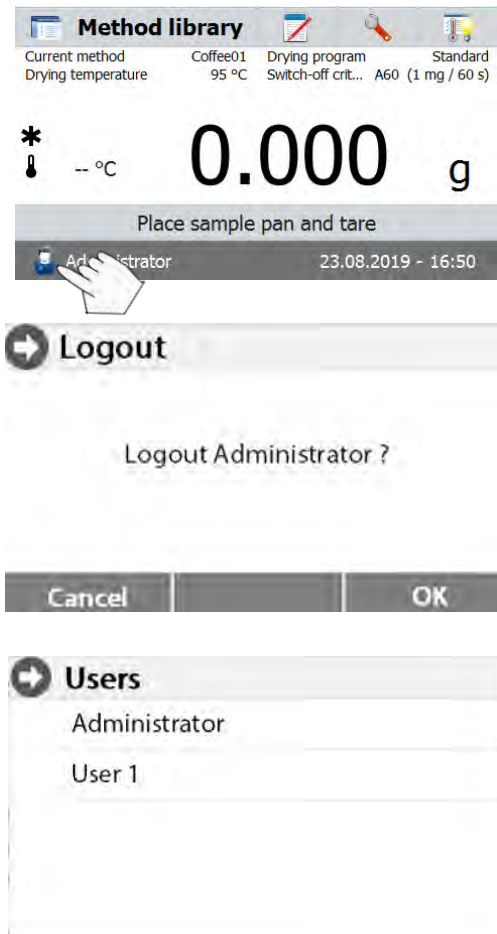 Method library
Current method Coffee01 Drying program Standard
Drying temperature 95 °C Switch-off crit... A60 (1 mg / 60 s)
-- °C 0.000 g
Place sample pan and tare
Administrator 23.08.2019 - 16:50
Logout
Logout Administrator ?
Cancel OK
Users
Administrator
User 1